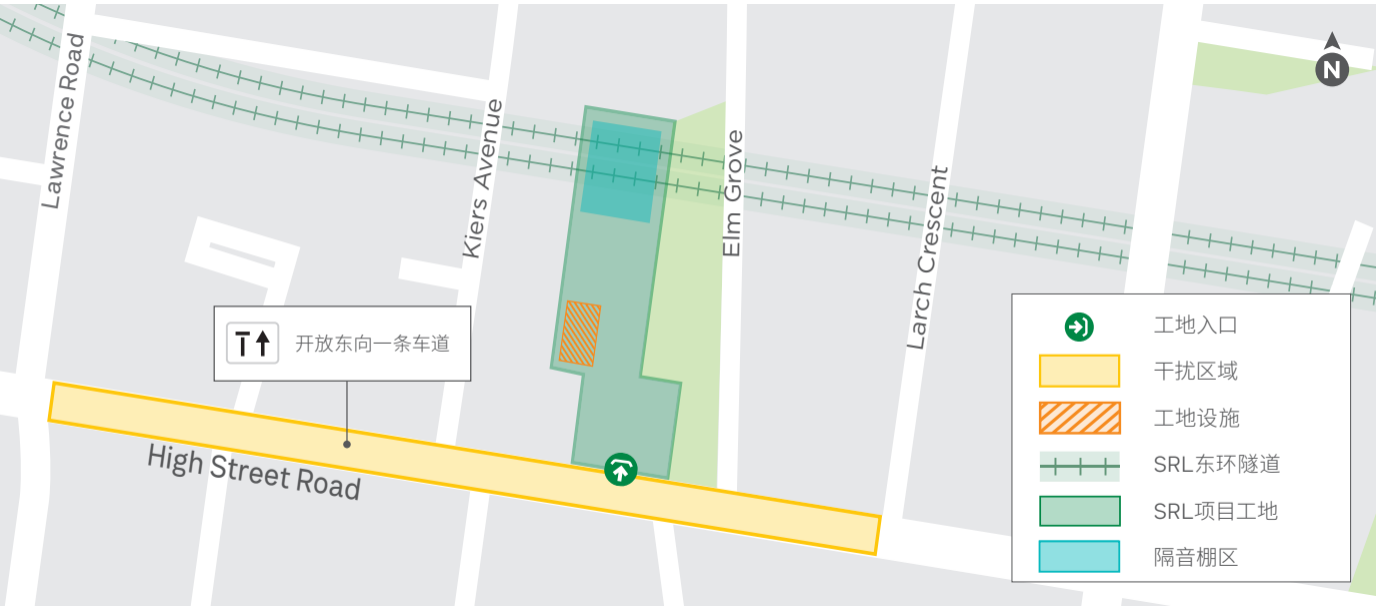 N
Lawrence Road
Kiers Avenue
Elm Grove
Larch Crescent
开放东向一条车道
High Street Road
工地入口
干扰区域
工地设施
SRL东环隧道
SRL项目工地
隔音棚区